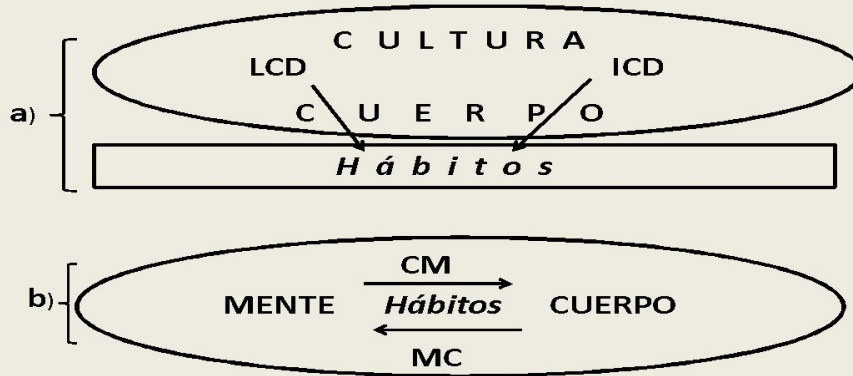 C U L T U R A
LCD ICD
a)
C U E R P O
H á b i t o s
CM
b)
MENTE Hábitos CUERPO
MC